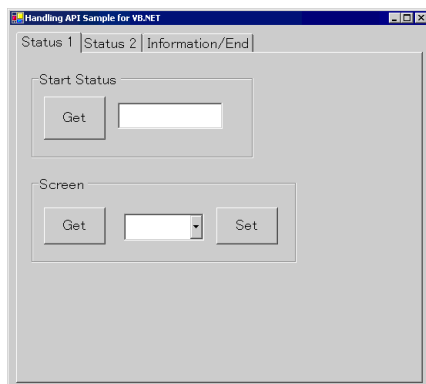 Handling API Sample for VB.NET
Status 1 Status 2 Information/End
Start Status
Get
Screen
Get Set